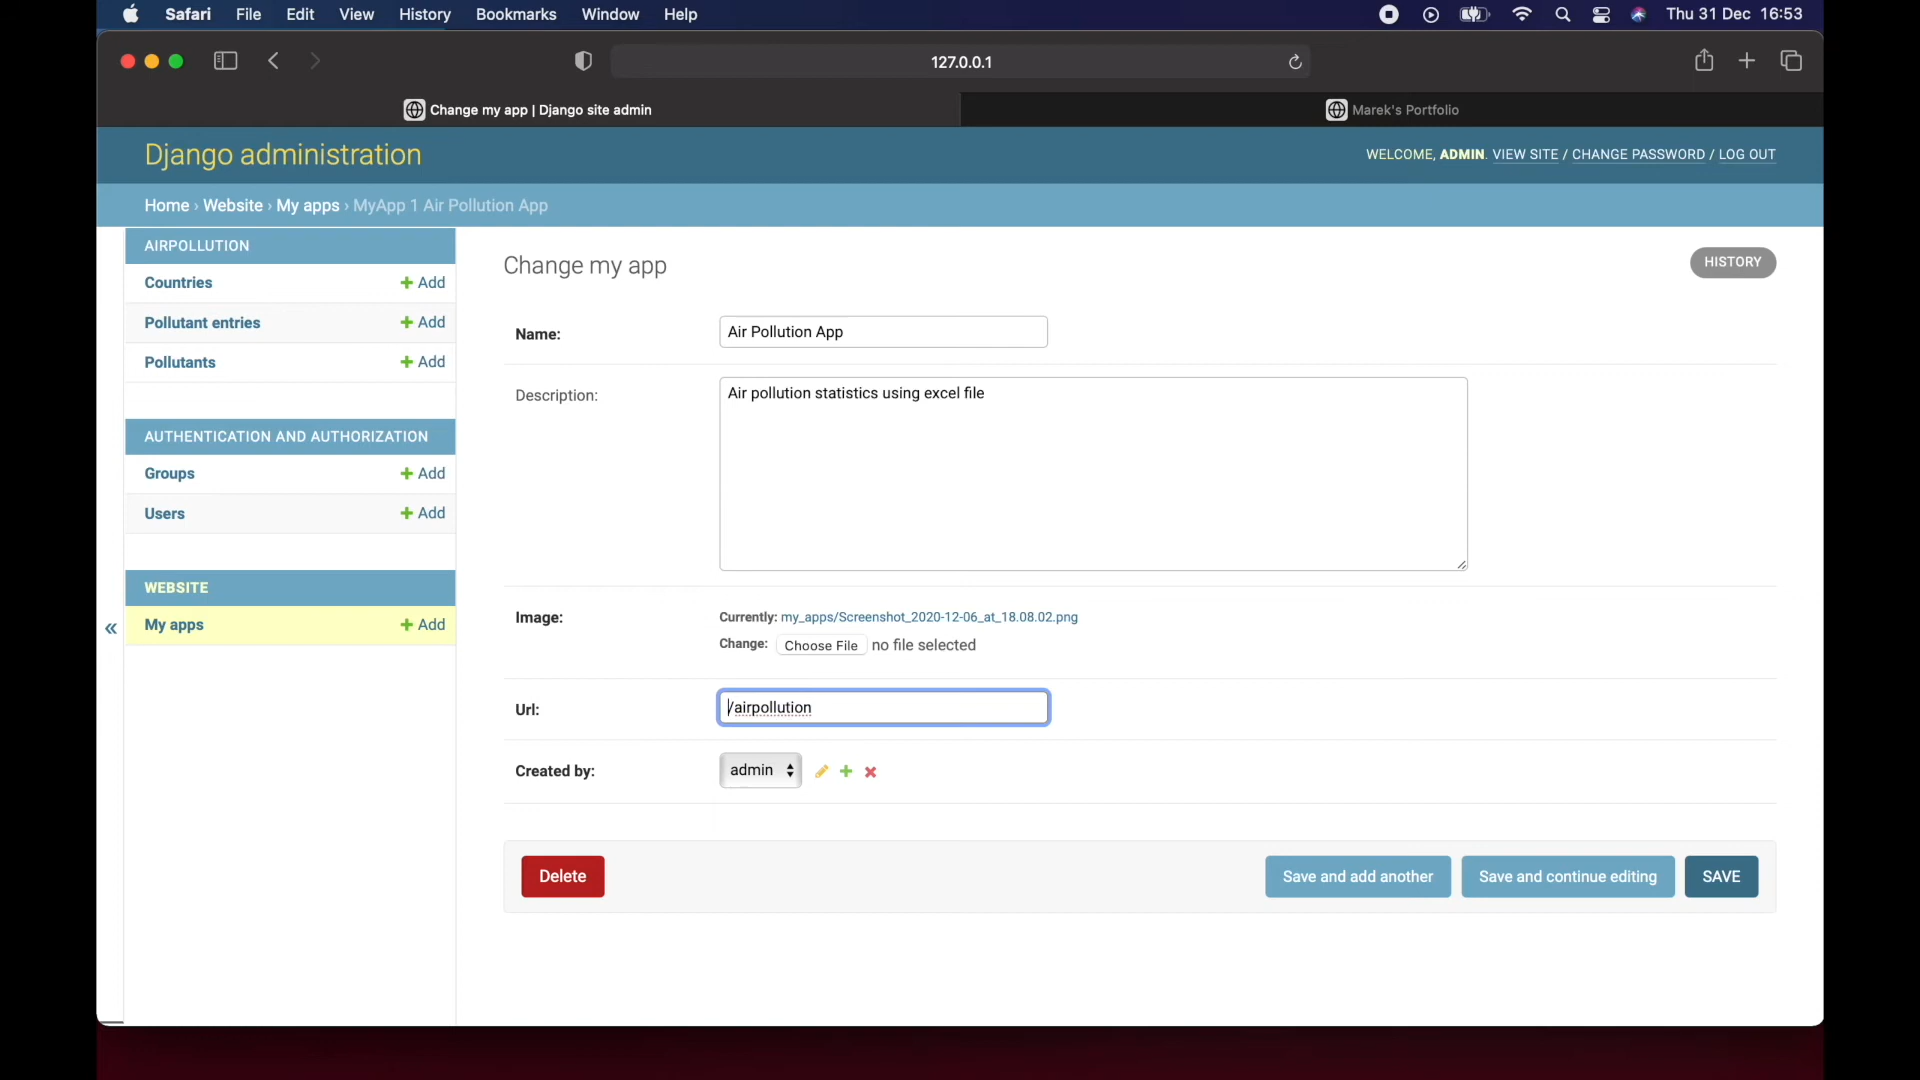 Safari File Edit View History Bookmarks Window Help Thu 31 Dec 16:53
127.0.0.1
Change my app | Django site admin Marek's Portfolio
Django administration WELCOME, ADMIN. VIEW SITE / CHANGE PASSWORD / LOG OUT
Home › Website › My apps › MyApp 1 Air Pollution App
AIRPOLLUTION
Countries + Add
Pollutant entries + Add
Pollutants + Add
AUTHENTICATION AND AUTHORIZATION
Groups + Add
Users + Add
WEBSITE
My apps + Add
«
Change my app HISTORY
Name: Air Pollution App
Description: Air pollution statistics using excel file
Image: Currently: my_apps/Screenshot_2020-12-06_at_18.08.02.png
Change: Choose File no file selected
Url: /airpollution
Created by: admin
Delete Save and add another Save and continue editing SAVE